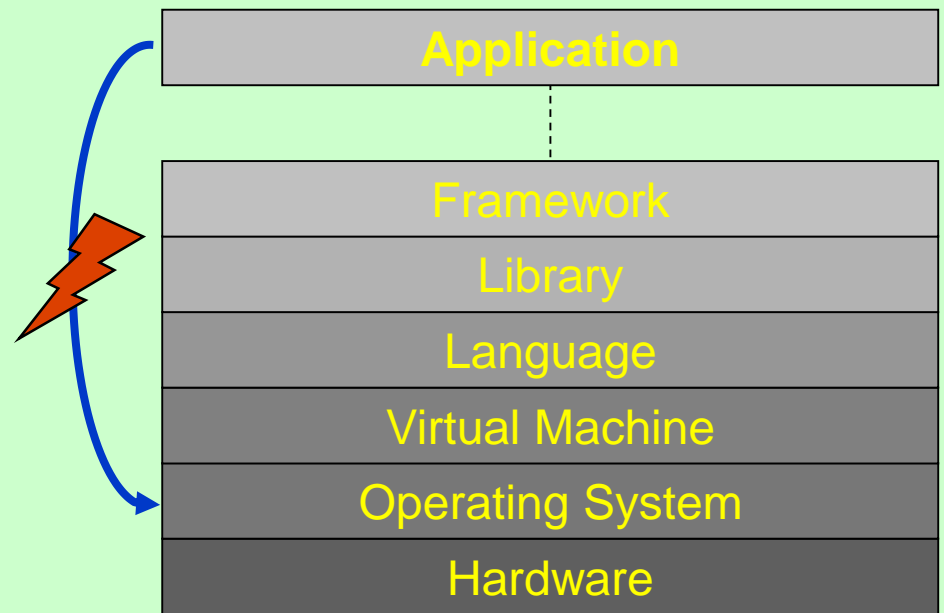 Application
Framework
Library
Language
Virtual Machine
Operating System
Hardware